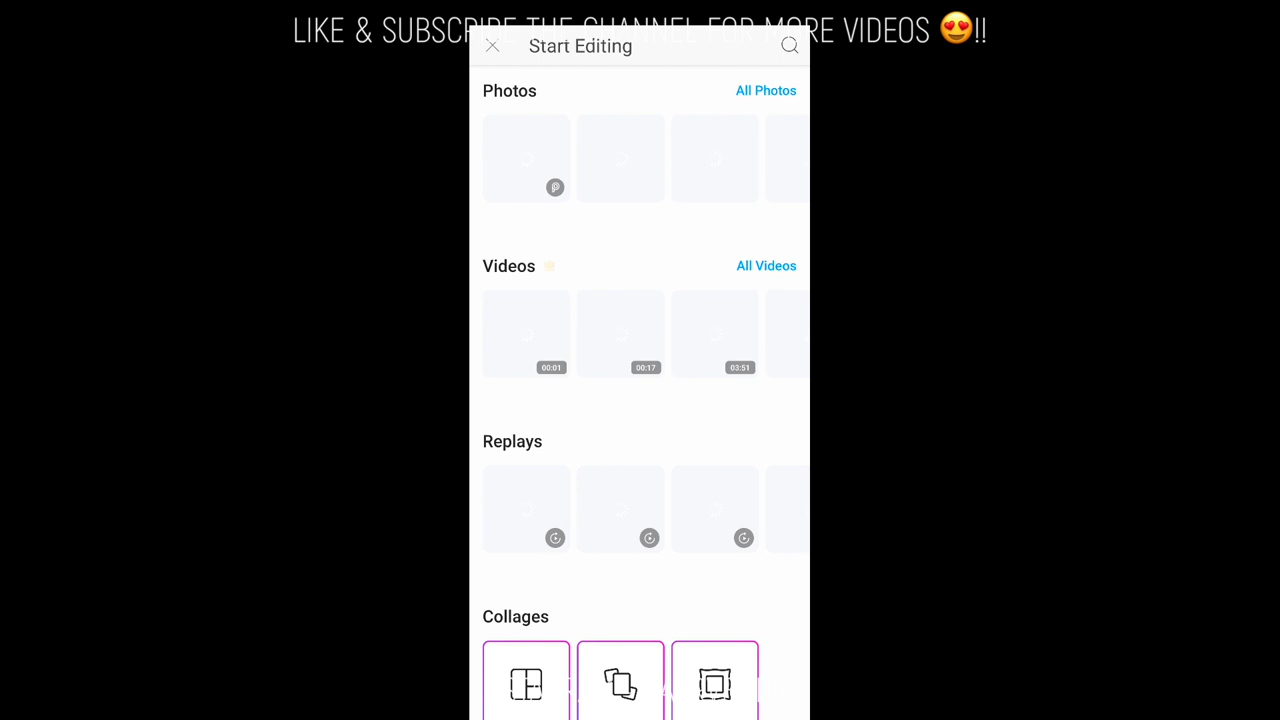 LIKE & SUBSCRIBE THE CHANNEL FOR MORE VIDEOS 😍!!
Start Editing
Photos
All Photos
Videos
All Videos
00:01
00:17
03:51
Replays
Collages